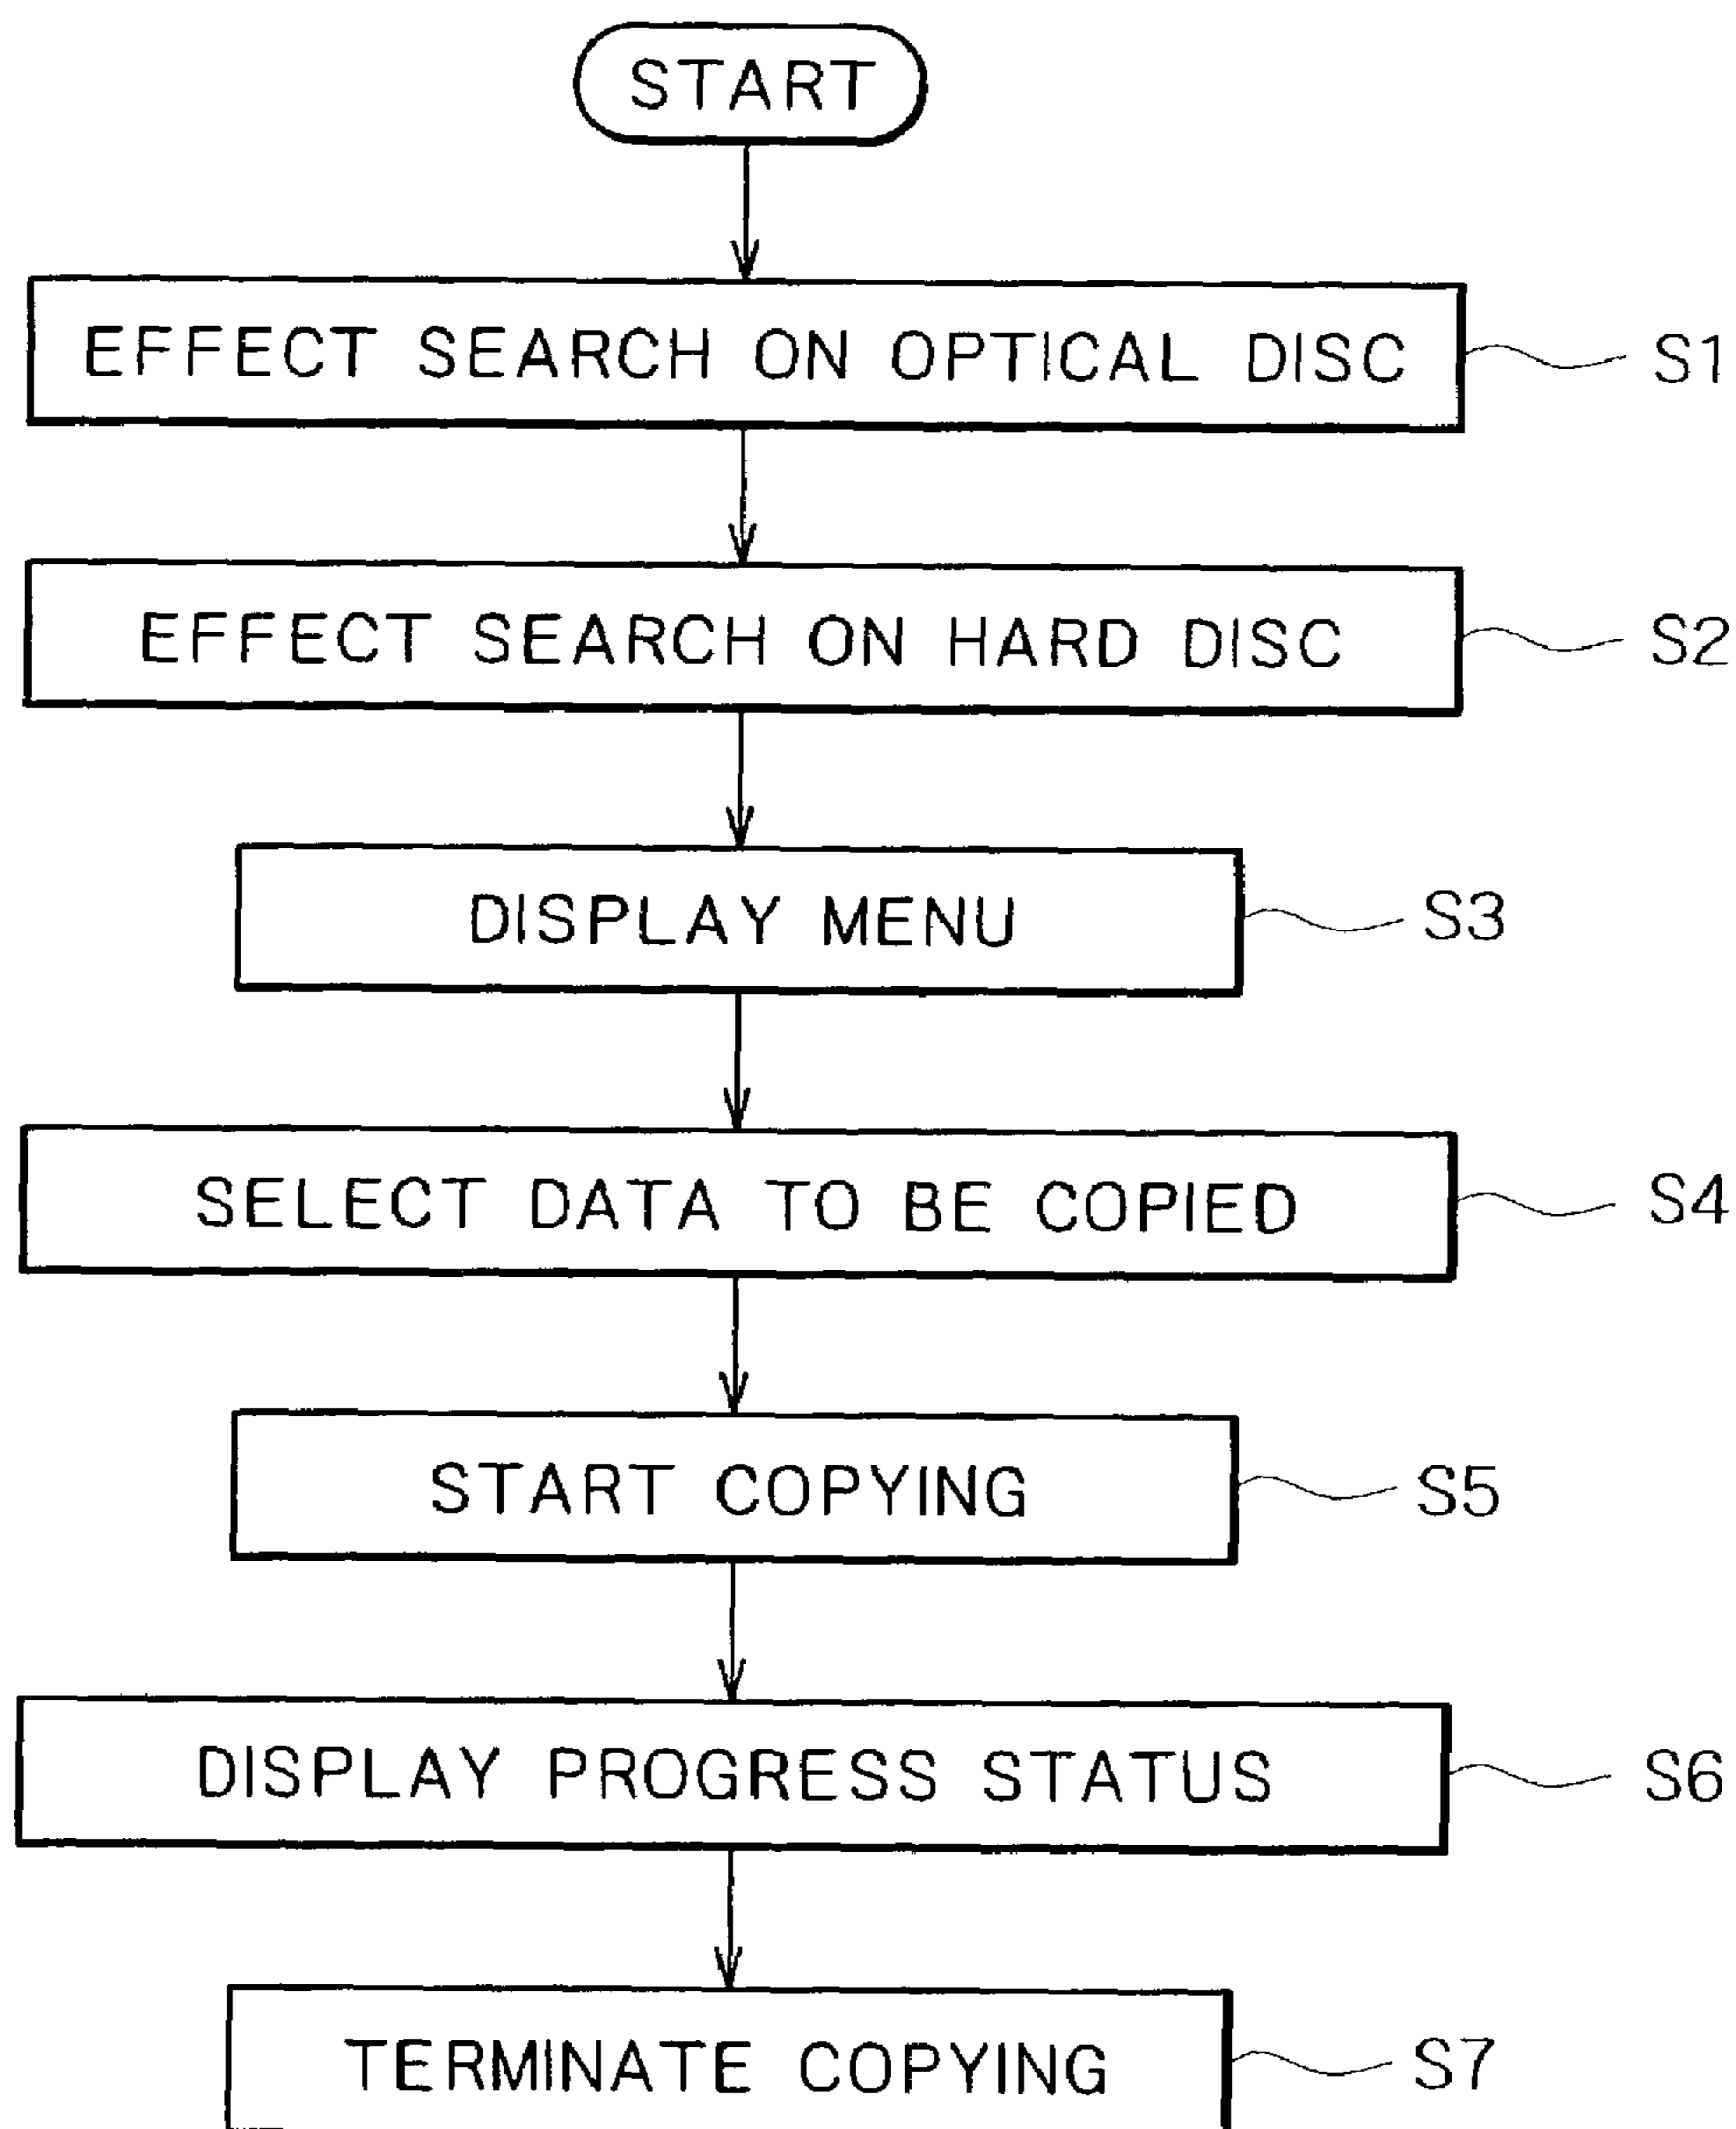 START
EFFECT SEARCH ON OPTICAL DISC S1
EFFECT SEARCH ON HARD DISC S2
DISPLAY MENU S3
SELECT DATA TO BE COPIED S4
START COPYING S5
DISPLAY PROGRESS STATUS S6
TERMINATE COPYING S7